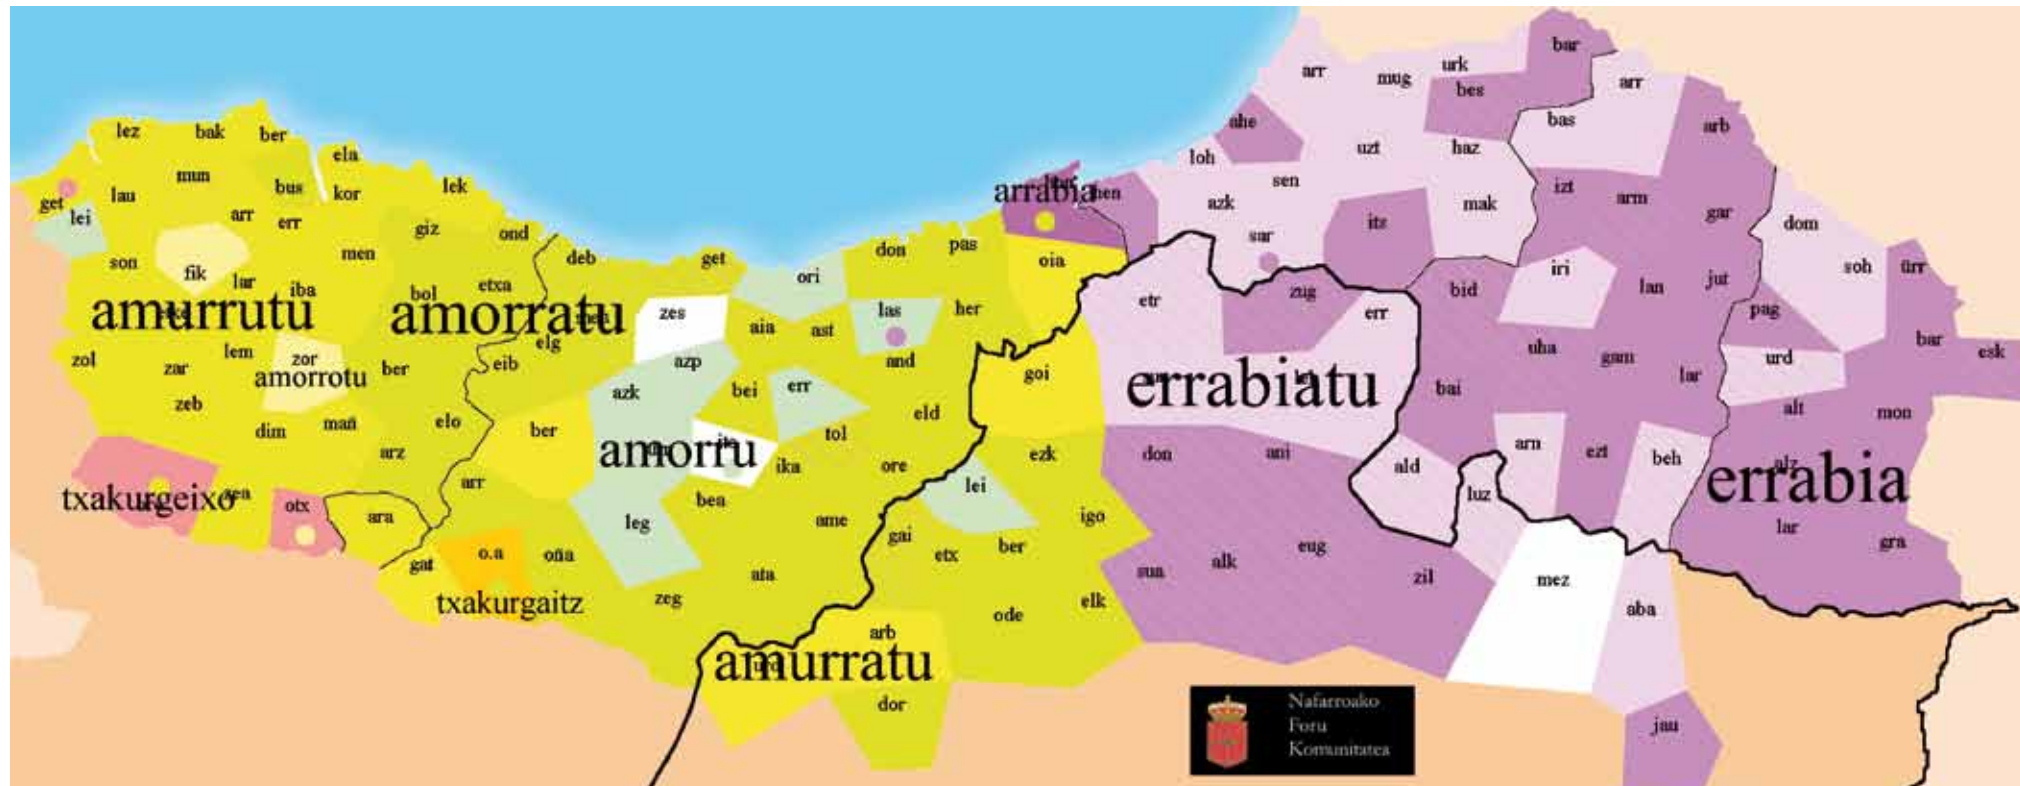 bar
arr
mug
urk
bes
arr
bas
arb
ahe
lez
bak
ber
ela
loh
uzt
haz
mun
bus
kor
lek
lau
get
lei
arr
err
giz
ond
arrabia
hen
azk
sen
mak
its
izt
arm
gar
dom
sar
son
fik
lar
iba
men
bol
etxa
deb
get
ori
don
pas
oia
etr
zug
err
bid
iri
lan
jut
soh
ürr
pag
amurrutu
amorratu
zes
aia
ast
las
her
elg
uha
gam
bar
esk
urd
zol
zar
lem
zor
amorrotu
ber
eib
azp
azk
bei
err
and
goi
errabiatu
bai
lar
alt
mon
zeb
dim
mañ
elo
arz
ber
eld
tol
amorru
ika
ore
ezk
don
ani
ald
arn
ezt
beh
alz
errabia
txakurgeixo
zea
otx
ara
arr
leg
bea
ame
lei
gai
igo
luz
lar
gra
gat
o.a
oña
txakurgaitz
zeg
ata
etx
ber
ode
elk
sua
alk
eug
zil
mez
aba
arb
amurratu
dor
jau
Nafarroako
Foru
Komunitatea